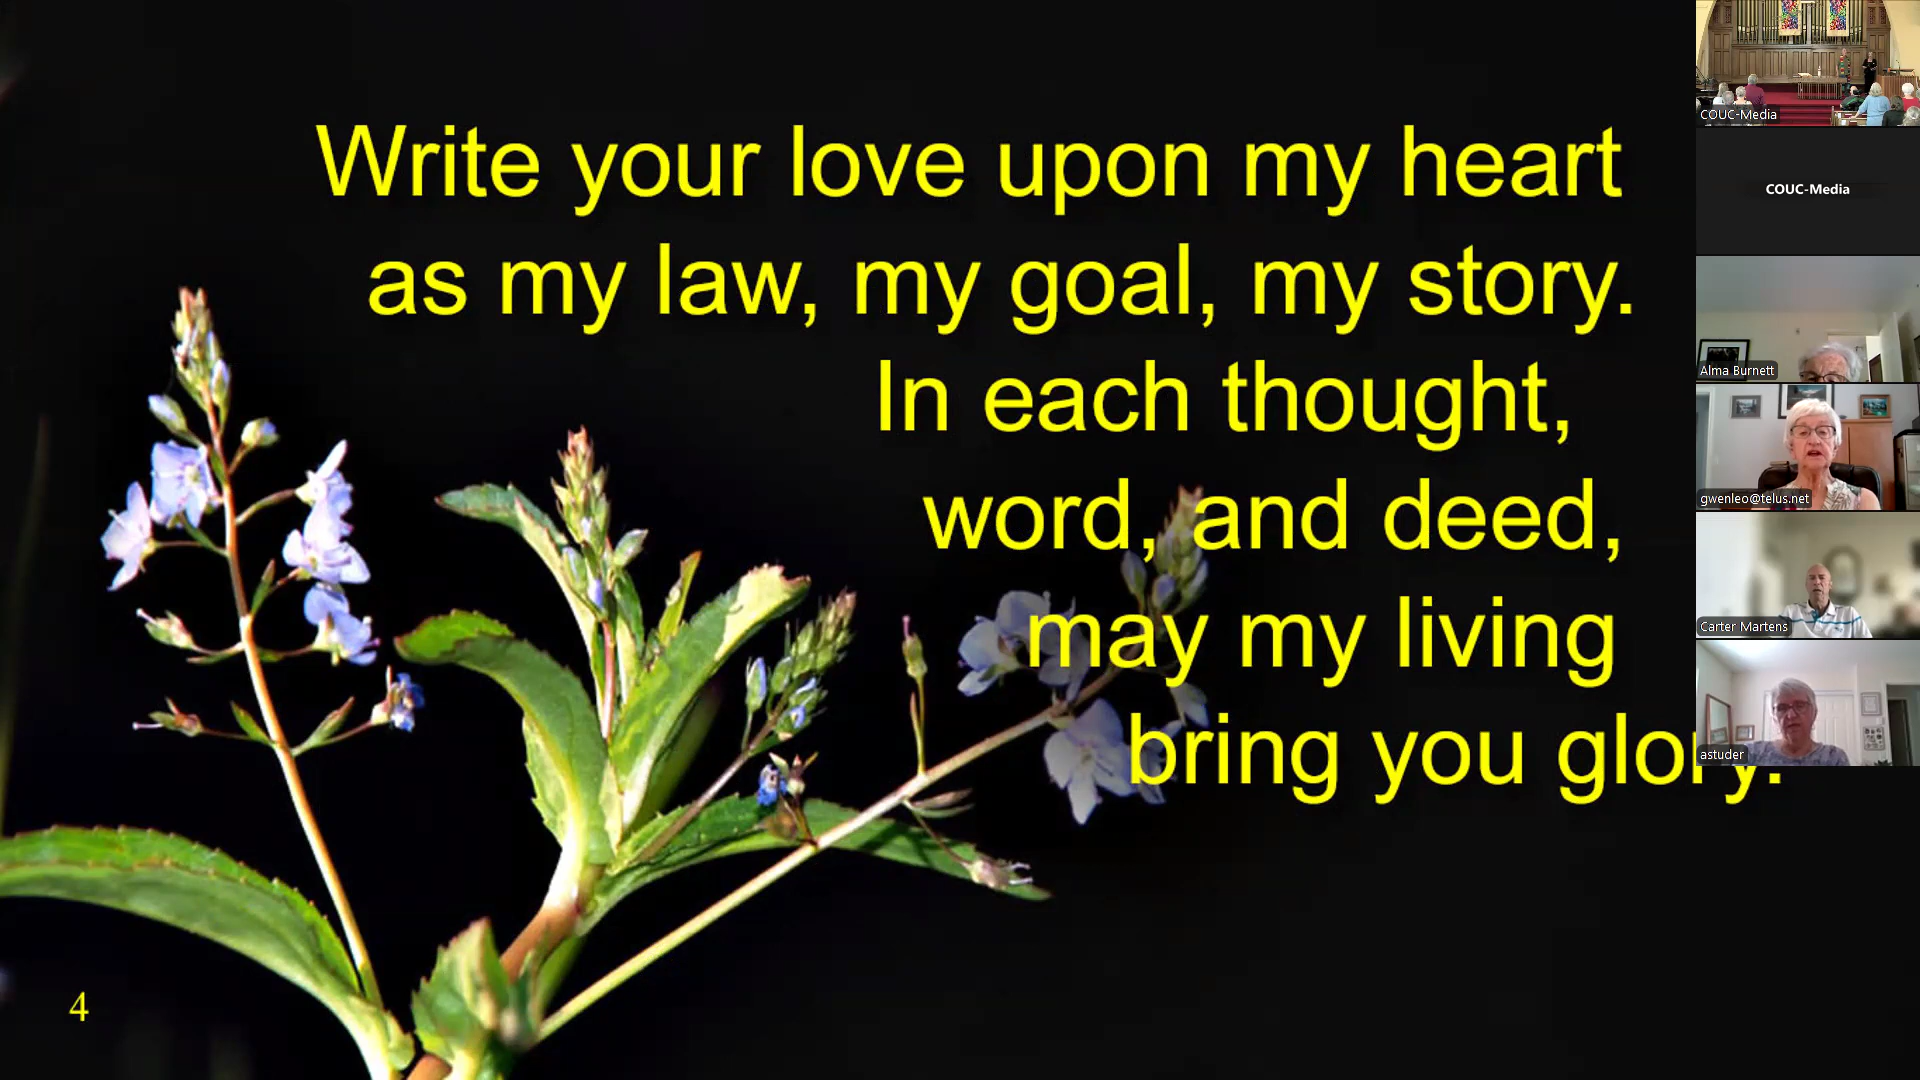 Write your love upon my heart
as my law, my goal, my story.
In each thought,
word, and deed,
may my living
bring you glory.
4
COUC-Media
COUC-Media
Alma Burnett
gwenleo@telus.net
Carter Martens
astuder